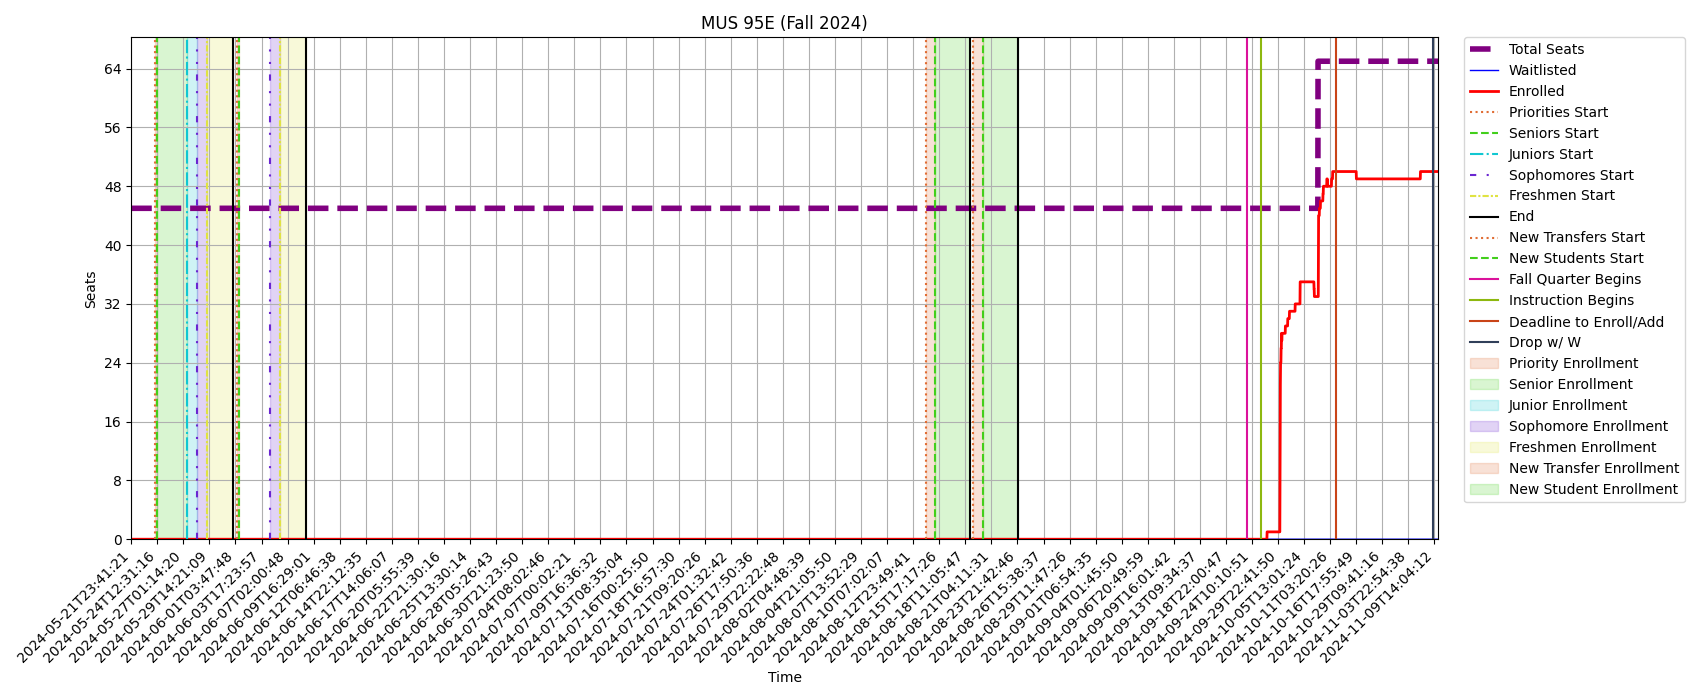 MUS 95E (Fall 2024)
Seats
64
56
48
40
32
24
16
8
0
2024-05-21T23:41:21
2024-05-24T12:31:16
2024-05-27T01:14:20
2024-05-29T14:21:09
2024-06-01T03:47:48
2024-06-03T17:23:57
2024-06-07T02:00:48
2024-06-09T16:29:01
2024-06-12T06:46:38
2024-06-14T22:12:35
2024-06-17T14:06:07
2024-06-20T05:55:39
2024-06-22T21:30:16
2024-06-25T13:30:14
2024-06-28T05:26:43
2024-06-30T21:23:50
2024-07-04T08:02:46
2024-07-07T00:02:21
2024-07-09T16:36:32
2024-07-13T08:35:04
2024-07-16T00:25:50
2024-07-18T16:57:30
2024-07-21T09:20:26
2024-07-24T01:32:42
2024-07-26T17:50:36
2024-07-29T22:22:48
2024-08-02T04:48:39
2024-08-04T21:05:50
2024-08-07T13:52:29
2024-08-10T07:02:07
2024-08-12T23:49:41
2024-08-15T17:17:26
2024-08-18T11:05:47
2024-08-21T04:11:31
2024-08-23T21:42:46
2024-08-26T15:38:37
2024-08-29T11:47:26
2024-09-01T06:54:35
2024-09-04T01:45:50
2024-09-06T20:49:59
2024-09-09T16:01:42
2024-09-13T09:34:37
2024-09-18T22:00:47
2024-09-24T10:10:51
2024-09-29T22:41:50
2024-10-05T13:01:24
2024-10-11T03:20:26
2024-10-16T17:55:49
2024-10-29T09:41:16
2024-11-03T22:54:38
2024-11-09T14:04:12
Time
Total Seats
Waitlisted
Enrolled
Priorities Start
Seniors Start
Juniors Start
Sophomores Start
Freshmen Start
End
New Transfers Start
New Students Start
Fall Quarter Begins
Instruction Begins
Deadline to Enroll/Add
Drop w/ W
Priority Enrollment
Senior Enrollment
Junior Enrollment
Sophomore Enrollment
Freshmen Enrollment
New Transfer Enrollment
New Student Enrollment